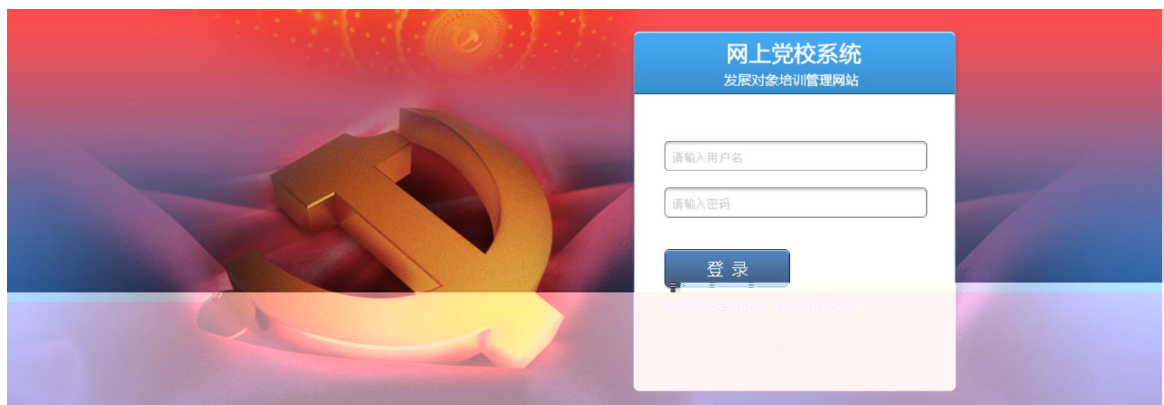 网上党校系统
发展对象培训管理网站
请输入用户名
请输入密码
登 录